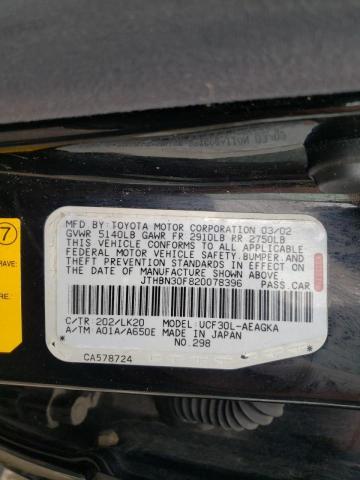 7
MFD BY: TOYOTA MOTOR CORPORATION 03/02
GVWR 5140LB GAWR FR 2910LB RR 2750LB
THIS VEHICLE CONFORMS TO ALL APPLICABLE
FEDERAL MOTOR VEHICLE SAFETY, BUMPER, AND
THEFT PREVENTION STANDARDS IN EFFECT ON
THE DATE OF MANUFACTURE SHOWN ABOVE.
JTHBN30F820078396 PASS.CAR
C/TR 202/LK20 MODEL: UCF30L-AEAGKA
A/TM A01A/A650E MADE IN JAPAN
NO.298
CA578724